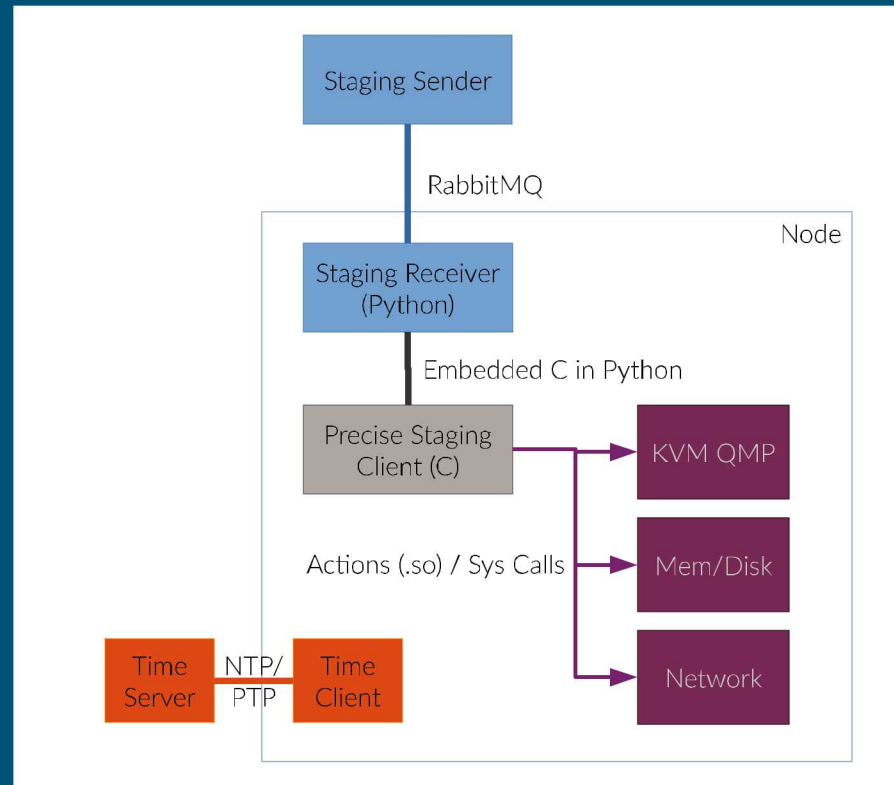 Staging Sender
RabbitMQ
Node
Staging Receiver
(Python)
Embedded C in Python
Precise Staging
Client (C)
KVM QMP
Actions (.so) / Sys Calls
Mem/Disk
Time
Server
NTP/
PTP
Time
Client
Network